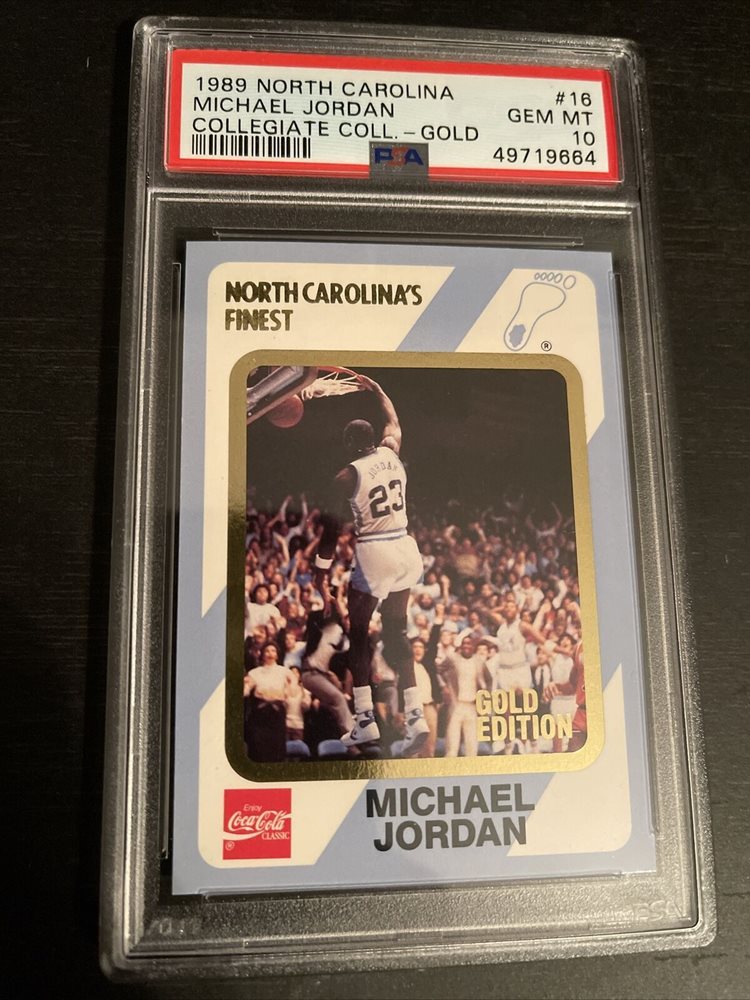 1989 NORTH CAROLINA #16
MICHAEL JORDAN GEM MT
COLLEGIATE COLL.-GOLD 10
PSA 49719664
NORTH CAROLINA'S
FINEST
®
JORDAN
23
GOLD
EDITION
Enjoy
Coca-Cola
CLASSIC
®
MICHAEL
JORDAN